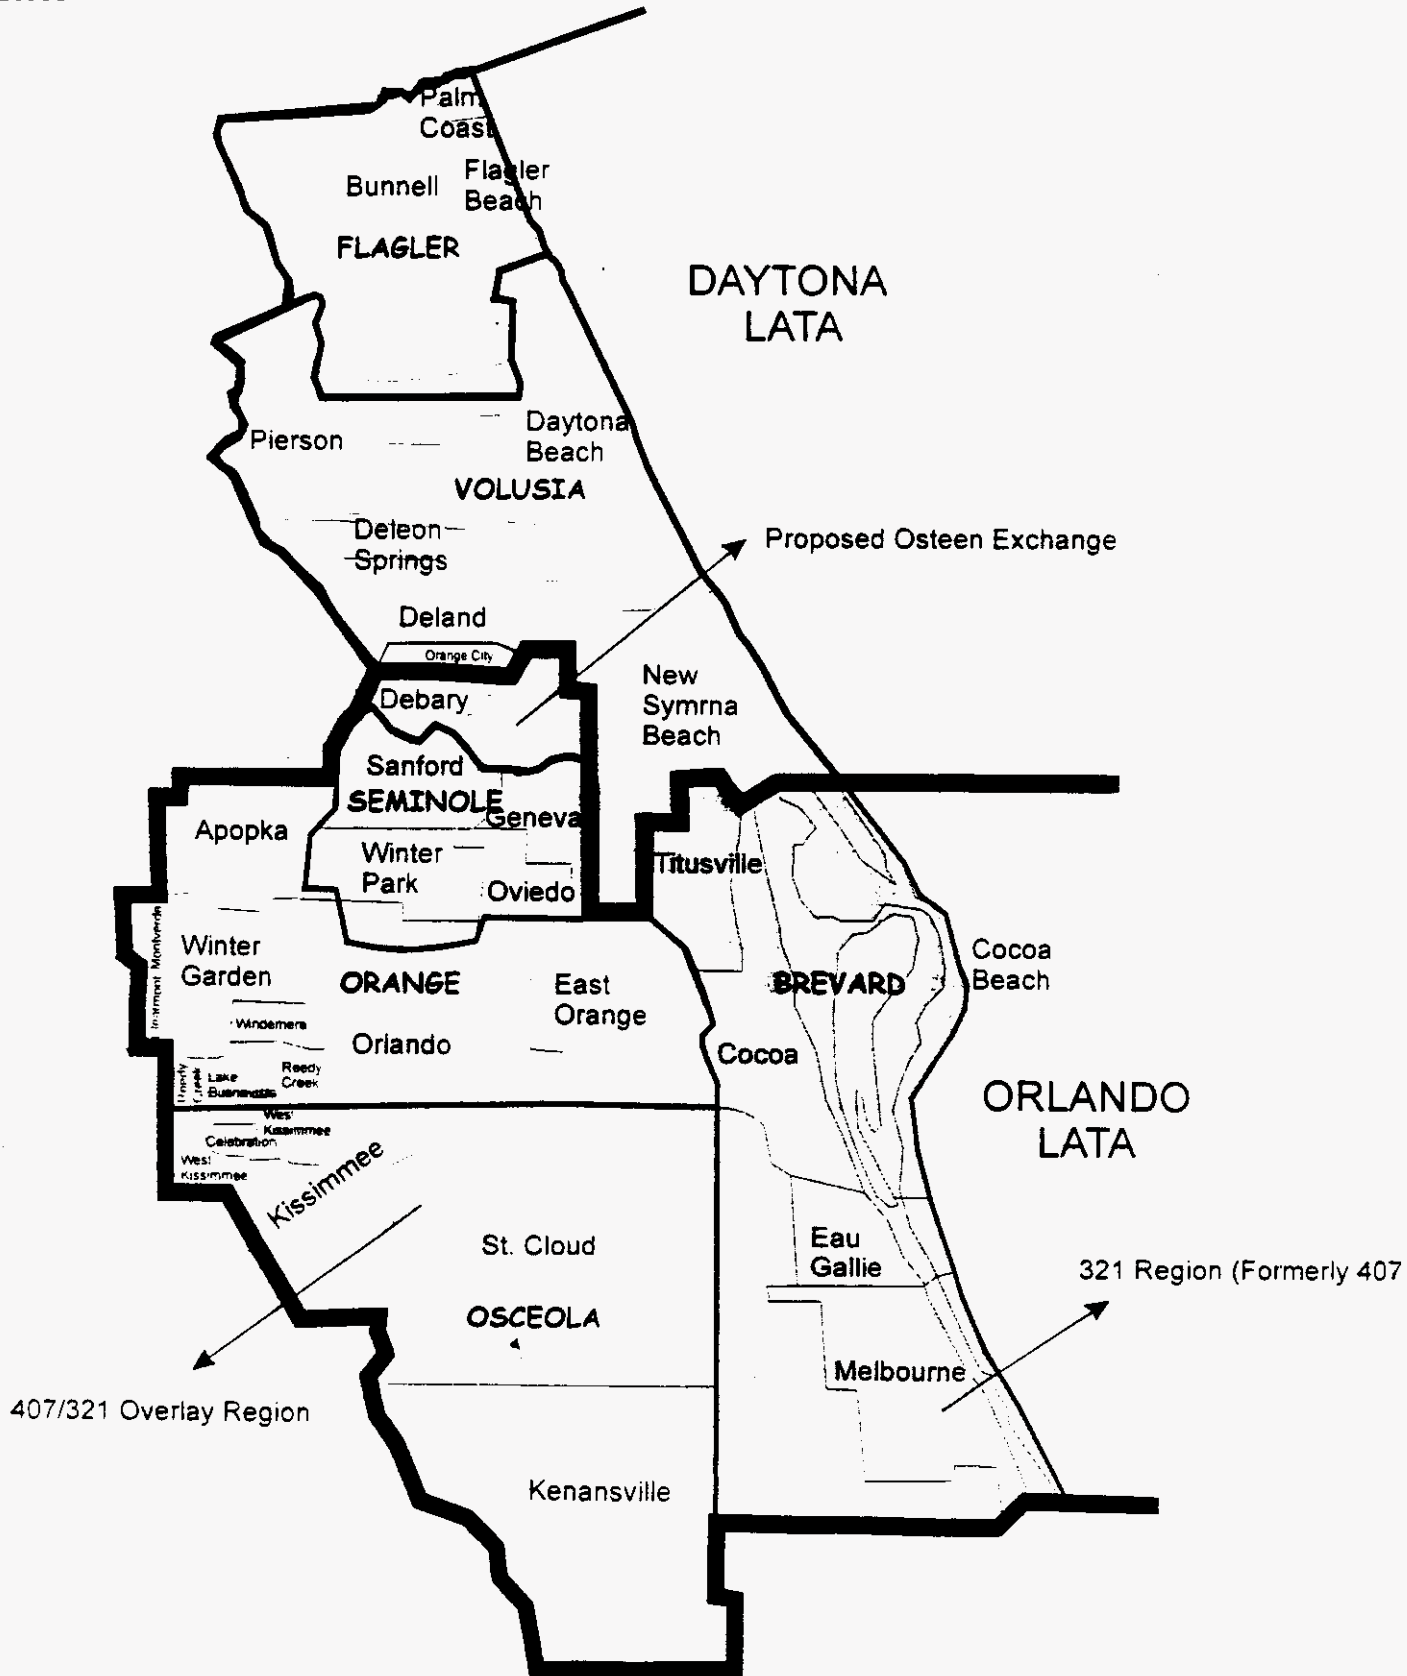 Palm
Coast
Flagler
Beach
Bunnell
FLAGLER
DAYTONA
LATA
Pierson
Daytona
Beach
VOLUSIA
Deleon
Springs
Proposed Osteen Exchange
Deland
Orange City
Debary
New
Symrna
Beach
Sanford
SEMINOLE
Geneva
Apopka
Winter
Park
Oviedo
Titusville
Montverde
Winter
Garden
ORANGE
East
Orange
BREVARD
Cocoa
Beach
Windemere
Orlando
Cocoa
Reedy
Creek
Lake
Reedy
Creek
ORLANDO
LATA
West
Kissimmee
Celebration
West
Kissimmee
Kissimmee
St. Cloud
Eau
Gallie
321 Region (Formerly 407
OSCEOLA
Melbourne
407/321 Overlay Region
Kenansville